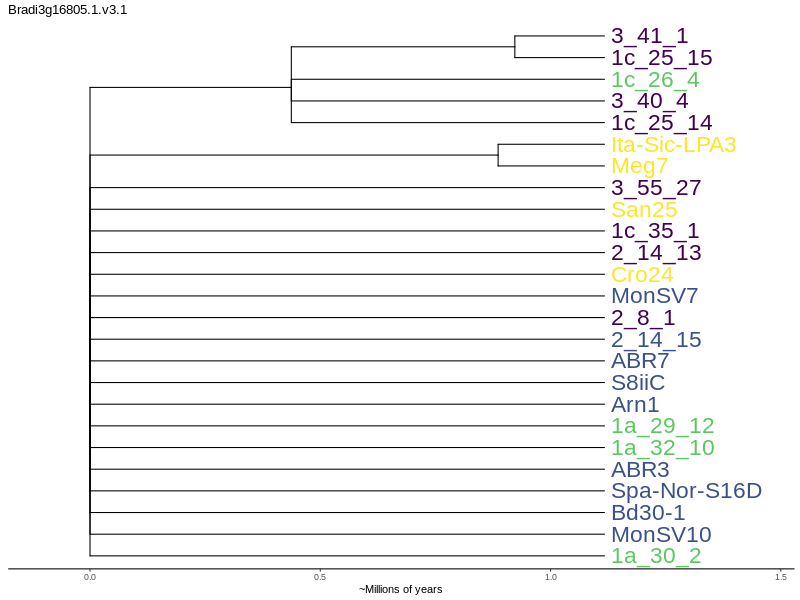 Bradi3g16805.1.v3.1
3_41_1
1c_25_15
1c_26_4
3_40_4
1c_25_14
Ita-Sic-LPA3
Meg7
3_55_27
San25
1c_35_1
2_14_13
Cro24
MonSV7
2_8_1
2_14_15
ABR7
S8iiC
Arn1
1a_29_12
1a_32_10
ABR3
Spa-Nor-S16D
Bd30-1
MonSV10
1a_30_2
0.0 0.5 1.0 1.5
~Millions of years